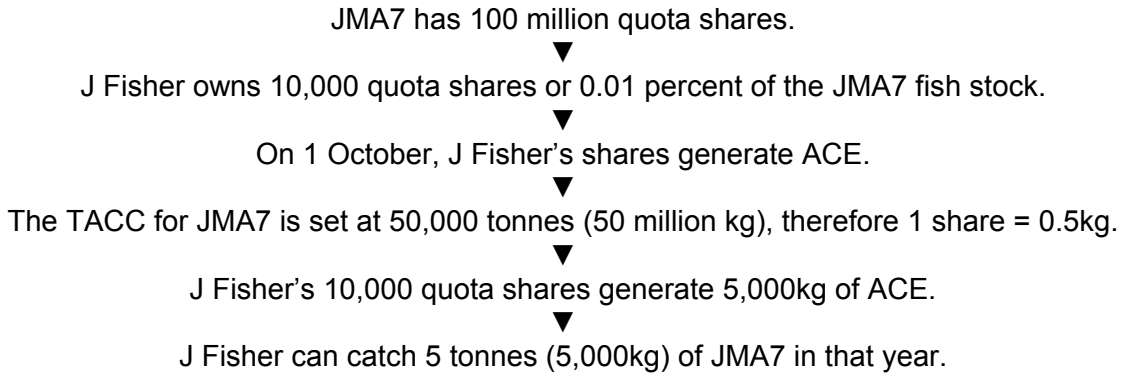 JMA7 has 100 million quota shares.
▼
J Fisher owns 10,000 quota shares or 0.01 percent of the JMA7 fish stock.
▼
On 1 October, J Fisher’s shares generate ACE.
▼
The TACC for JMA7 is set at 50,000 tonnes (50 million kg), therefore 1 share = 0.5kg.
▼
J Fisher’s 10,000 quota shares generate 5,000kg of ACE.
▼
J Fisher can catch 5 tonnes (5,000kg) of JMA7 in that year.